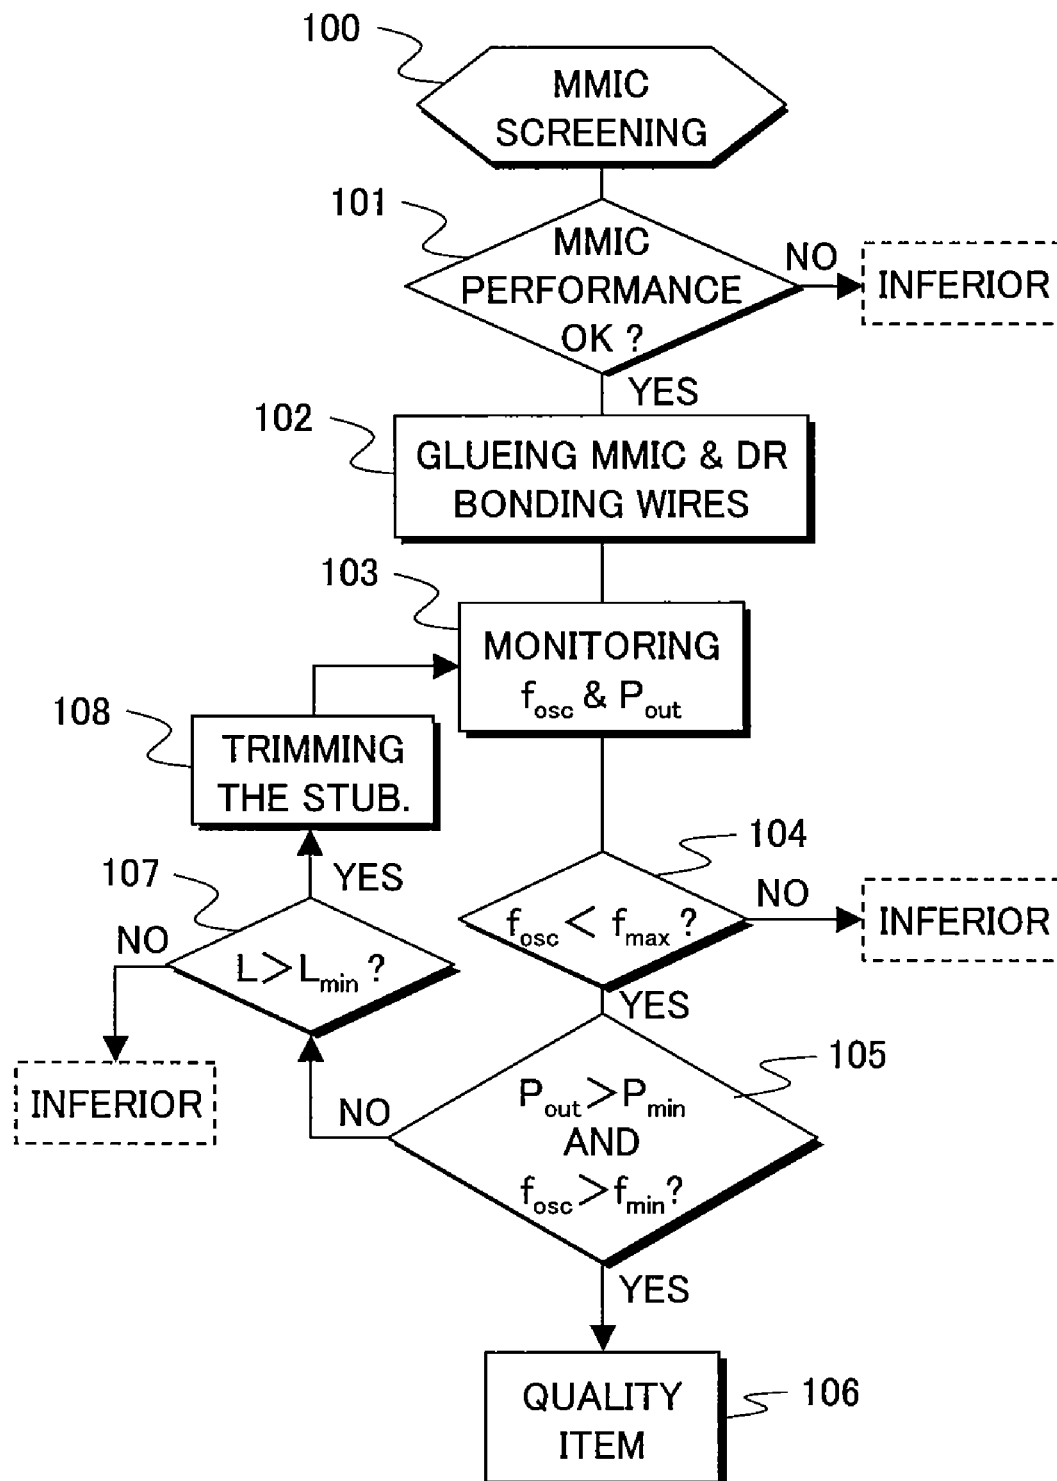 100
MMIC
SCREENING
101
MMIC
PERFORMANCE
OK ?
NO
INFERIOR
YES
102
GLUEING MMIC & DR
BONDING WIRES
103
MONITORING
fosc & Pout
108
TRIMMING
THE STUB.
104
fosc < fmax ?
NO
INFERIOR
YES
107
YES
NO
L > Lmin ?
INFERIOR
105
Pout > Pmin
AND
fosc > fmin ?
NO
YES
106
QUALITY
ITEM